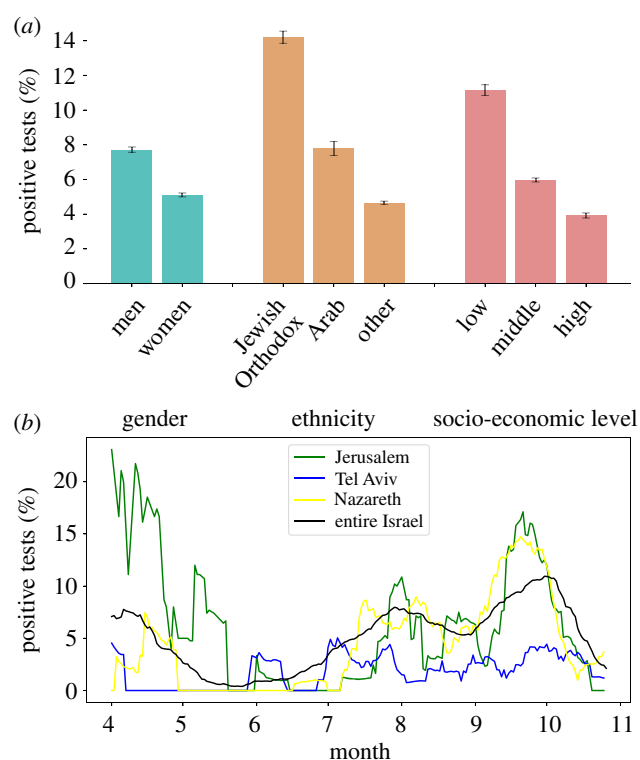 (a)
positive tests (%)
14
12
10
8
6
4
2
0
men
women
Jewish
Orthodox
Arab
other
low
middle
high
gender
ethnicity
socio-economic level
(b)
positive tests (%)
20
15
10
5
0
Jerusalem
Tel Aviv
Nazareth
entire Israel
4 5 6 7 8 9 10 11
month